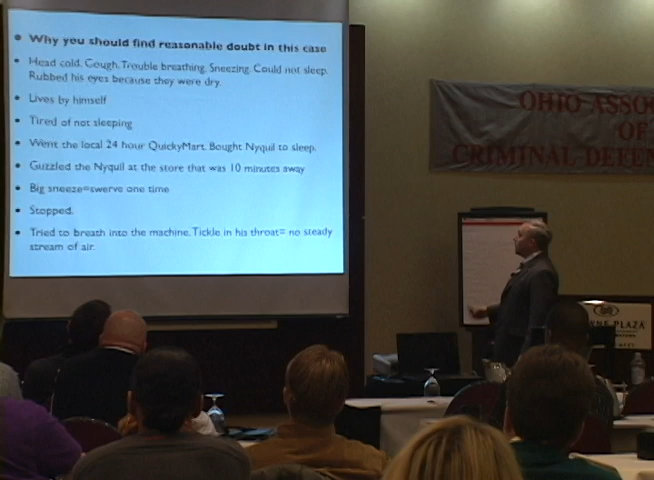 Why you should find reasonable doubt in this case
Head cold. Cough. Trouble breathing. Sneezing. Could not sleep.
Rubbed his eyes because they were dry.
Lives by himself
Tired of not sleeping
Went the local 24 hour QuickyMart. Bought Nyquil to sleep.
Guzzled the Nyquil at the store that was 10 minutes away
Big sneeze=swerve one time
Stopped.
Tried to breath into the machine. Tickle in his throat= no steady
stream of air.
OHIO ASSO
OF
CRIMINAL DEFEN
WNE PLAZA